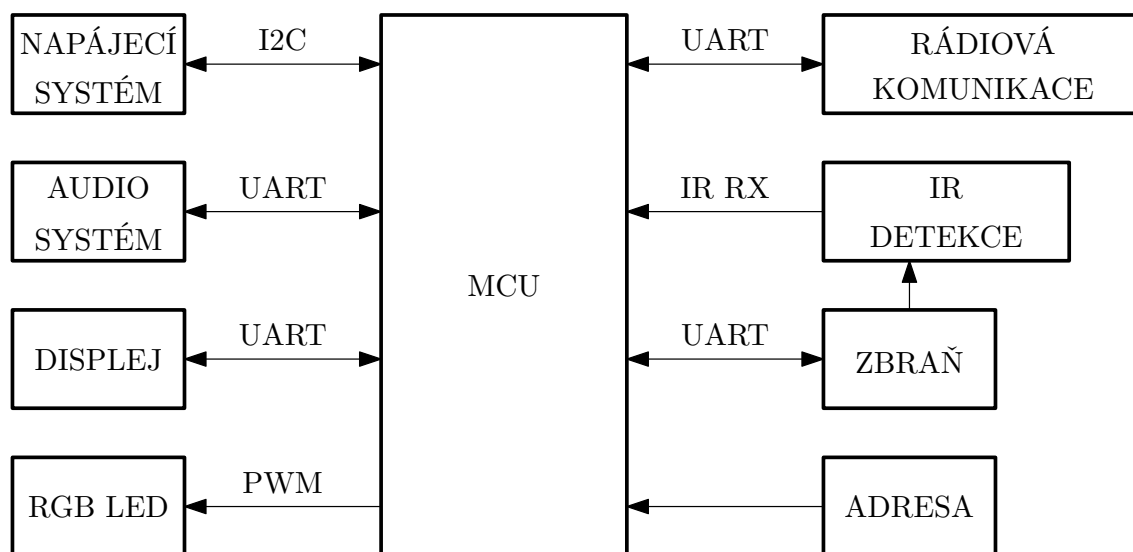 NAPÁJECÍ
SYSTÉM
I2C
UART
RÁDIOVÁ
KOMUNIKACE
AUDIO
SYSTÉM
UART
IR RX
IR
DETEKCE
MCU
DISPLEJ
UART
UART
ZBRAŇ
RGB LED
PWM
ADRESA